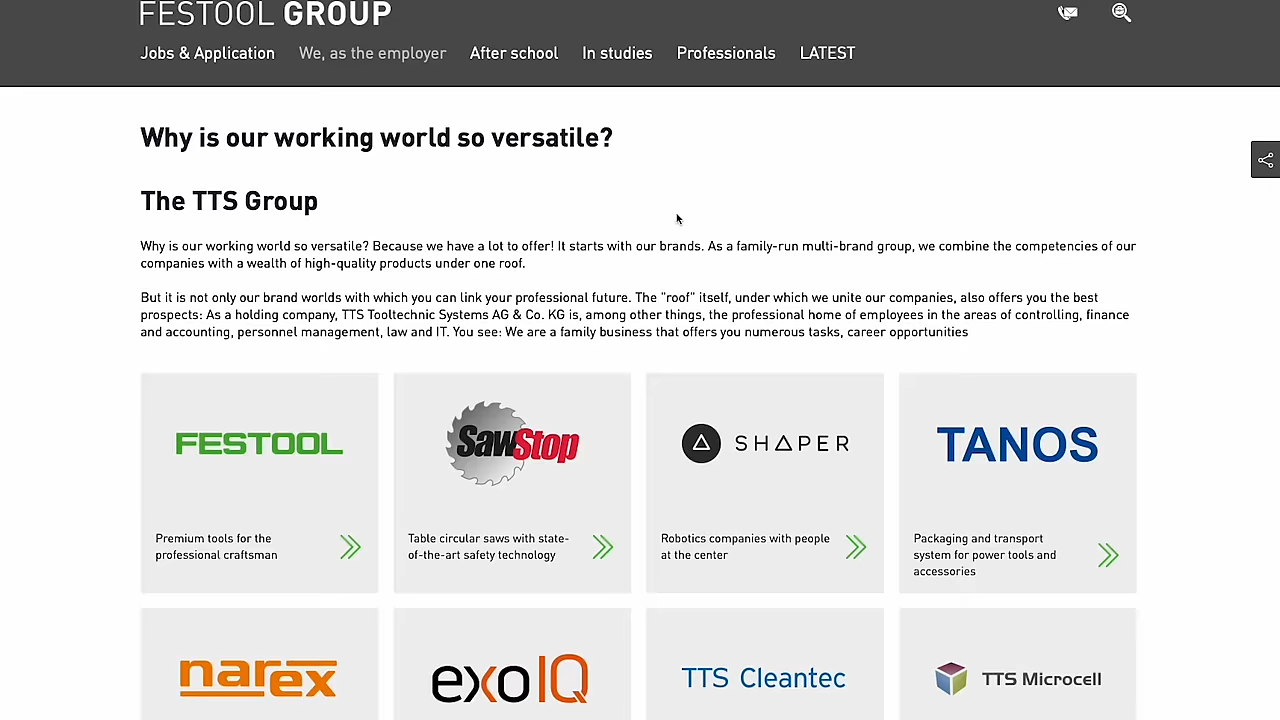 FESTOOL GROUP
Jobs & Application We, as the employer After school In studies Professionals LATEST
Why is our working world so versatile?
The TTS Group
Why is our working world so versatile? Because we have a lot to offer! It starts with our brands. As a family-run multi-brand group, we combine the competencies of our
companies with a wealth of high-quality products under one roof.
But it is not only our brand worlds with which you can link your professional future. The "roof" itself, under which we unite our companies, also offers you the best
prospects: As a holding company, TTS Tooltechnic Systems AG & Co. KG is, among other things, the professional home of employees in the areas of controlling, finance
and accounting, personnel management, law and IT. You see: We are a family business that offers you numerous tasks, career opportunities
FESTOOL
Premium tools for the
professional craftsman
SawStop
Table circular saws with state-
of-the-art safety technology
SHAPER
Robotics companies with people
at the center
TANOS
Packaging and transport
system for power tools and
accessories
narex
exoIQ
TTS Cleantec
TTS Microcell